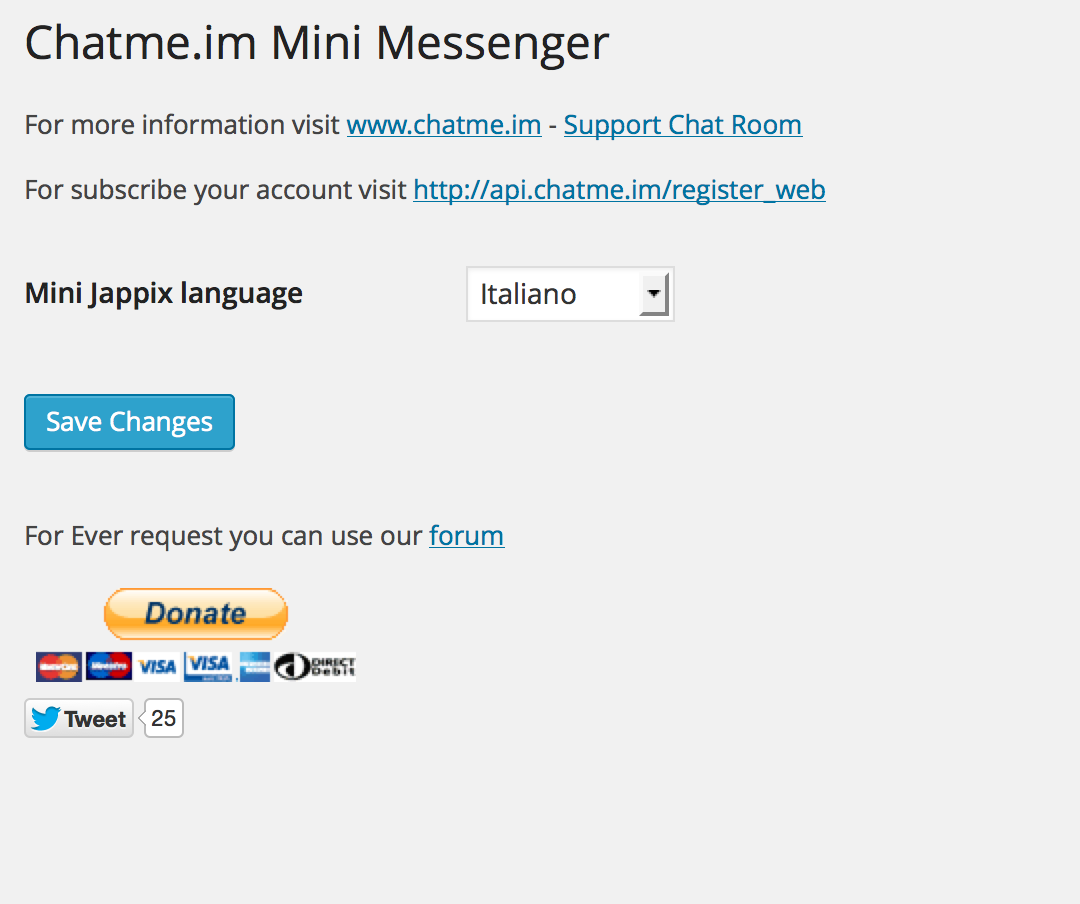 Chatme.im Mini Messenger
For more information visit www.chatme.im - Support Chat Room
For subscribe your account visit http://api.chatme.im/register_web
Mini Jappix language Italiano
Save Changes
For Ever request you can use our forum
Donate
MasterCard Maestro VISA VISA DIRECT Debit
Tweet 25